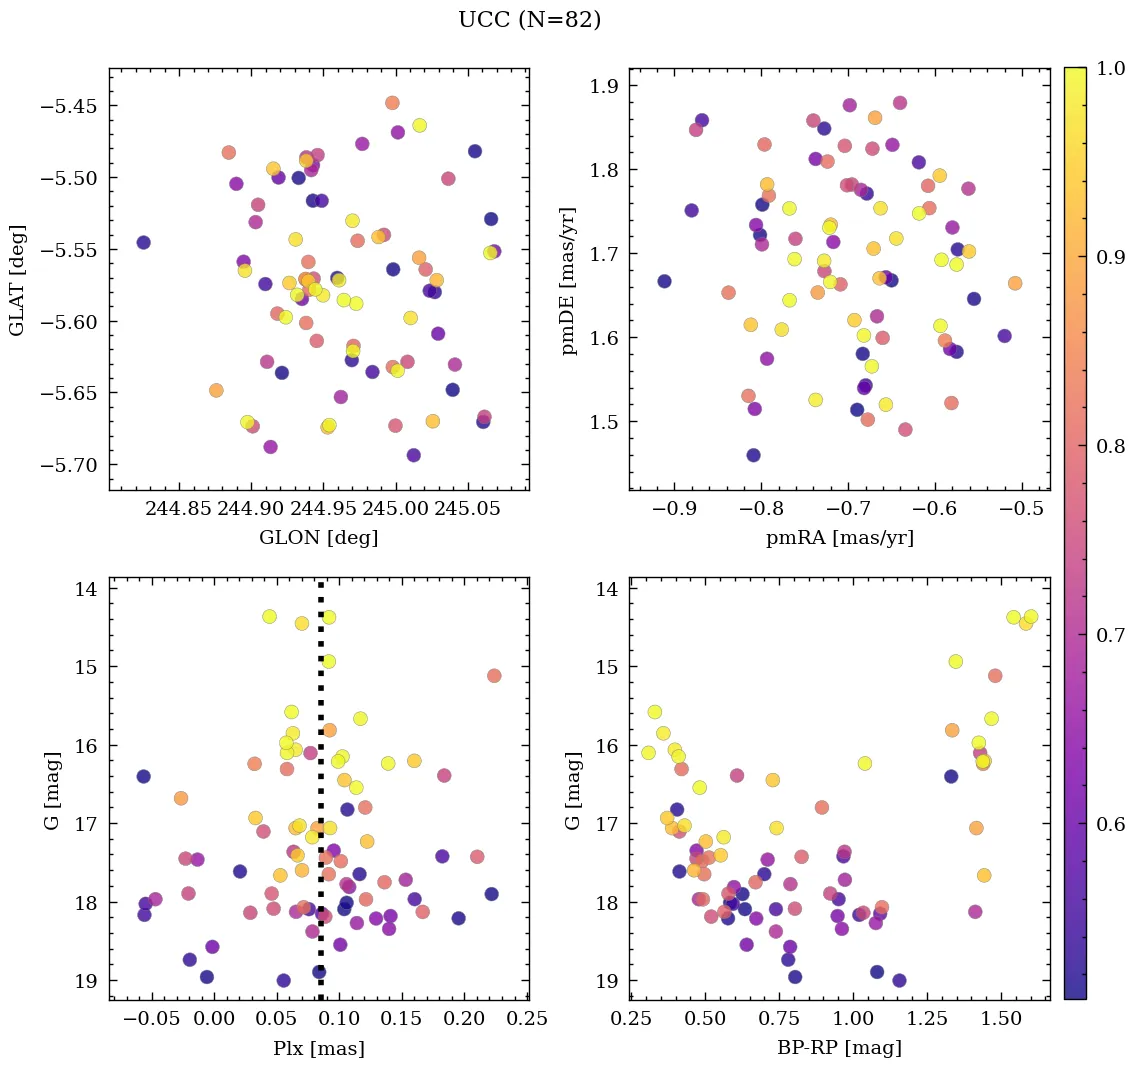 UCC (N=82)
−5.45
−5.50
−5.55
−5.60
−5.65
−5.70
GLAT [deg]
244.85 244.90 244.95 245.00 245.05
GLON [deg]
1.9
1.8
1.7
1.6
1.5
pmDE [mas/yr]
−0.9 −0.8 −0.7 −0.6 −0.5
pmRA [mas/yr]
14
15
16
17
18
19
G [mag]
−0.05 0.00 0.05 0.10 0.15 0.20 0.25
Plx [mas]
14
15
16
17
18
19
G [mag]
0.25 0.50 0.75 1.00 1.25 1.50
BP-RP [mag]
1.0
0.9
0.8
0.7
0.6